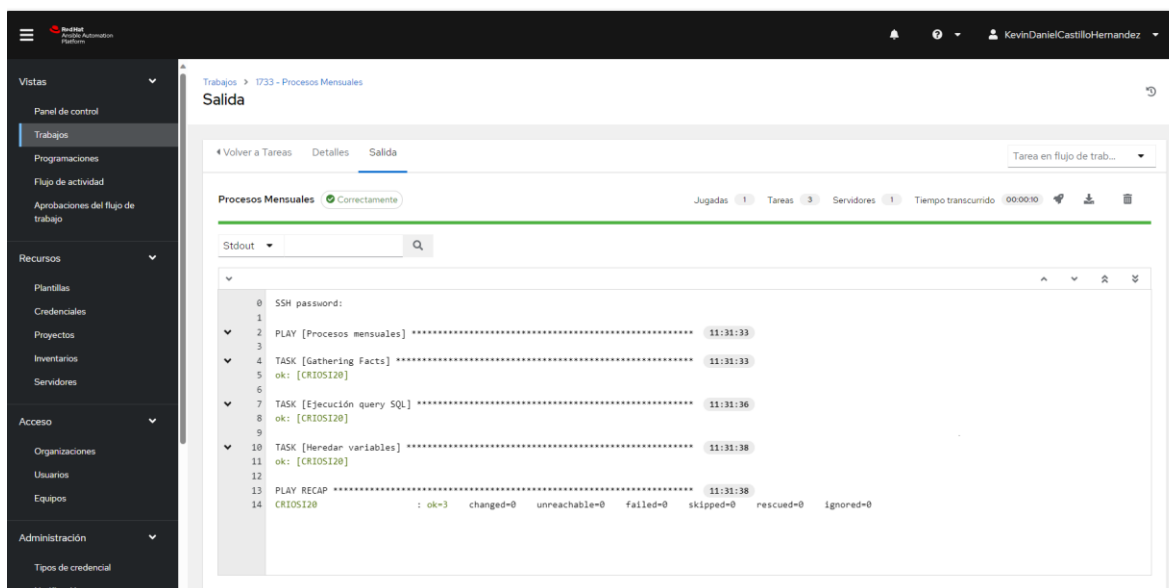 RedHat
Ansible Automation
Platform
KevinDanielCastilloHernandez
Vistas
Panel de control
Trabajos
Programaciones
Flujo de actividad
Aprobaciones del flujo de
trabajo
Recursos
Plantillas
Credenciales
Proyectos
Inventarios
Servidores
Acceso
Organizaciones
Usuarios
Equipos
Administración
Tipos de credencial
Trabajos > 1733 - Procesos Mensuales
Salida
Volver a Tareas Detalles Salida
Tarea en flujo de trab...
Procesos Mensuales Correctamente Jugadas 1 Tareas 3 Servidores 1 Tiempo transcurrido 00:00:10
Stdout
0 SSH password:
1
2 PLAY [Procesos mensuales] ****************************************************** 11:31:33
3
4 TASK [Gathering Facts] ********************************************************* 11:31:33
5 ok: [CRIOSI20]
6
7 TASK [Ejecución query SQL] ***************************************************** 11:31:36
8 ok: [CRIOSI20]
9
10 TASK [Heredar variables] ******************************************************* 11:31:38
11 ok: [CRIOSI20]
12
13 PLAY RECAP ********************************************************************* 11:31:38
14 CRIOSI20 : ok=3 changed=0 unreachable=0 failed=0 skipped=0 rescued=0 ignored=0